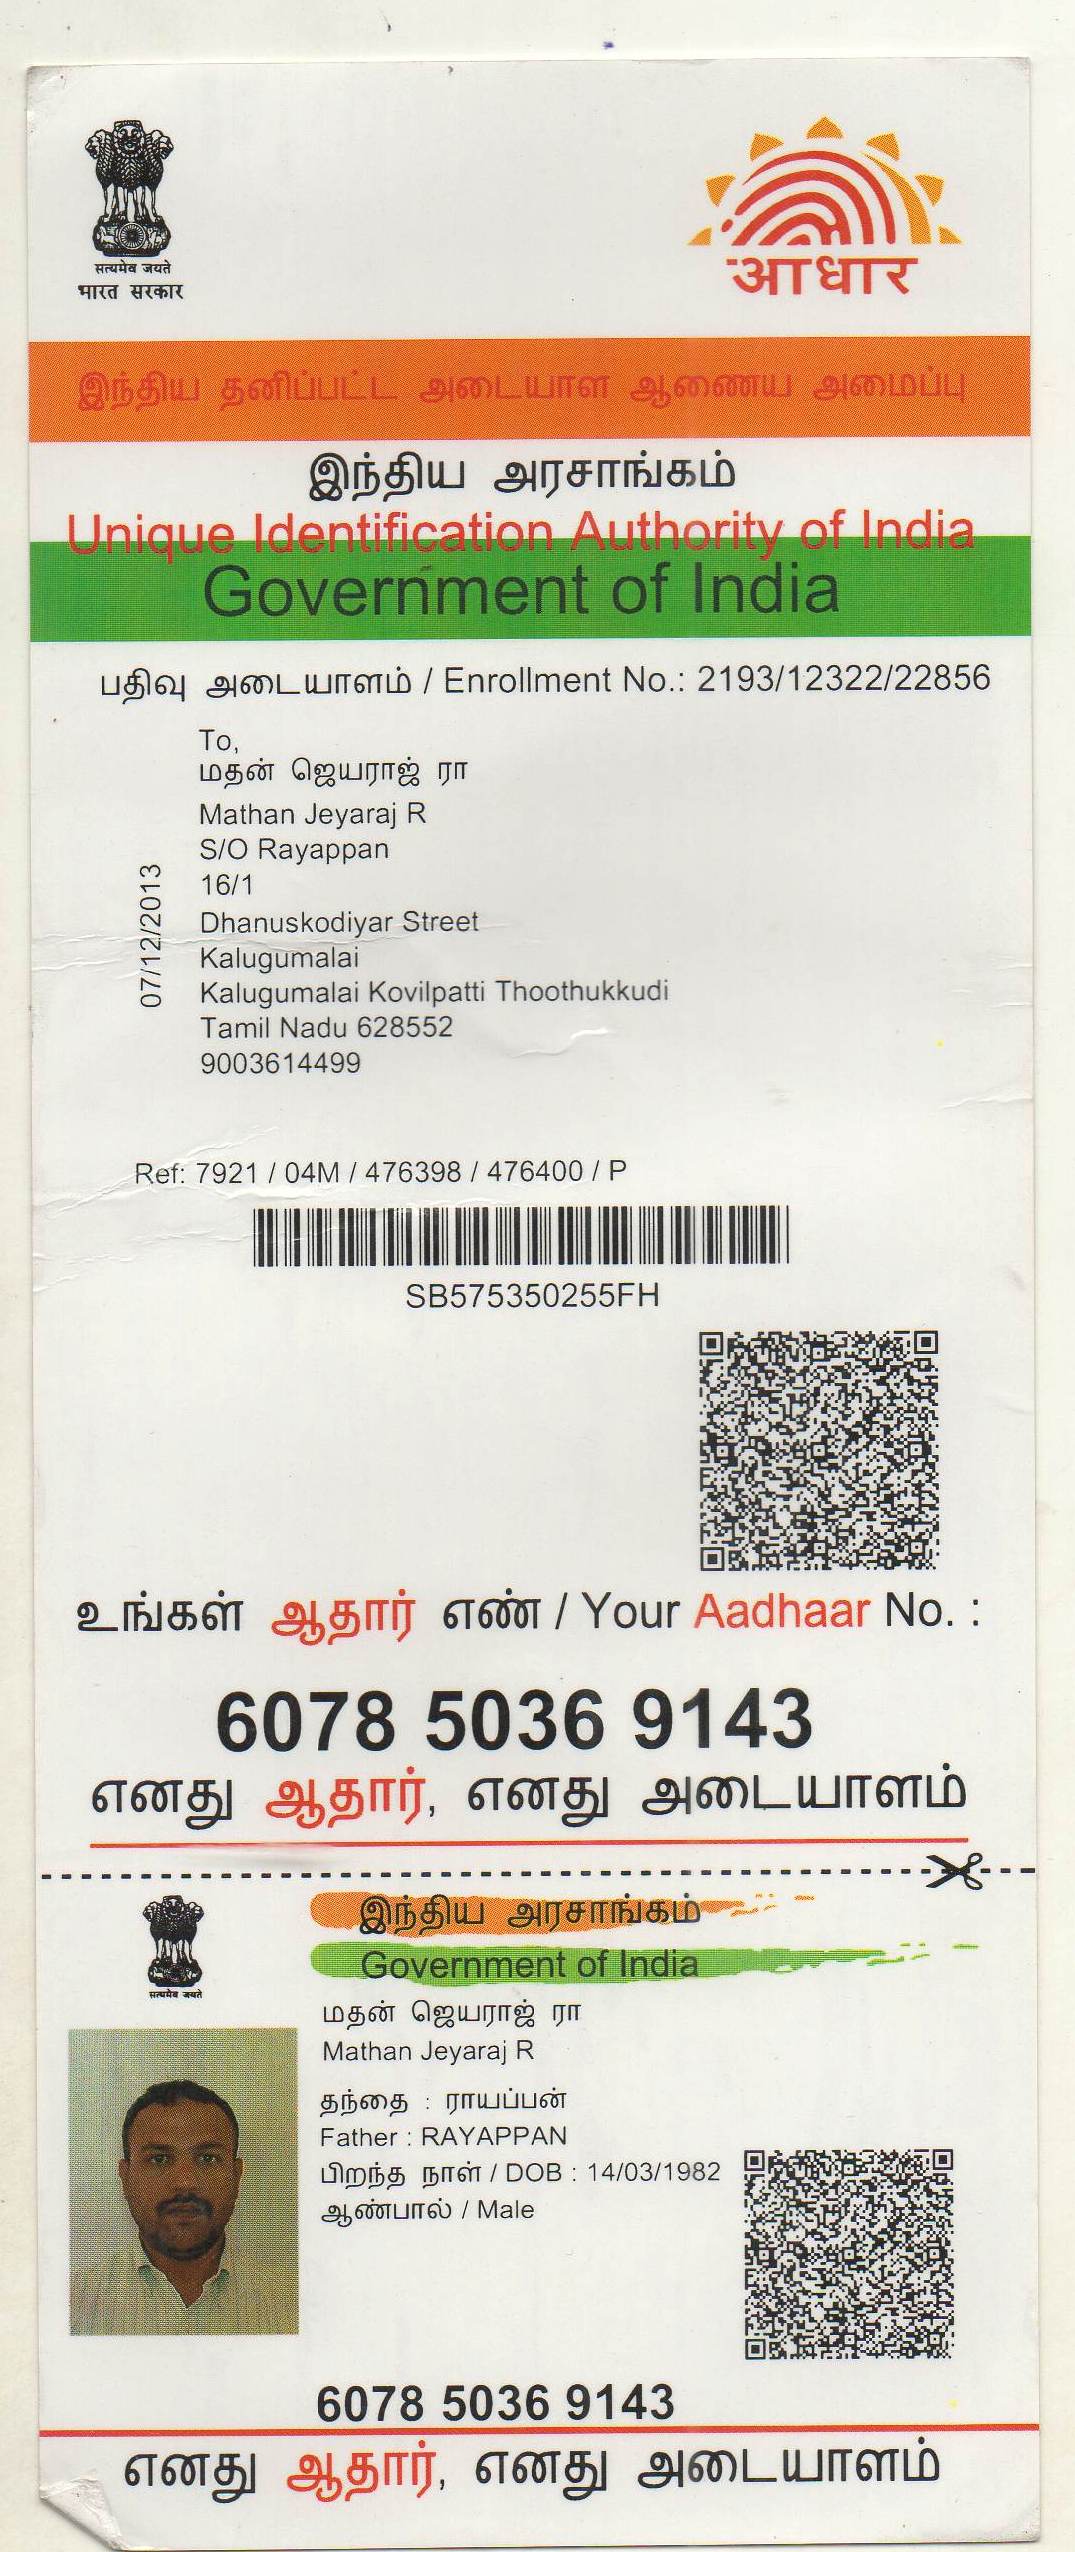 सत्यमेव जयते
भारत सरकार
आधार
இந்திய தனிப்பட்ட அடையாள ஆணைய அமைப்பு
இந்திய அரசாங்கம்
Unique Identification Authority of India
Government of India
பதிவு அடையாளம் / Enrollment No.: 2193/12322/22856
To,
மதன் ஜெயராஜ் ரா
Mathan Jeyaraj R
S/O Rayappan
16/1
Dhanuskodiyar Street
Kalugumalai
Kalugumalai Kovilpatti Thoothukkudi
Tamil Nadu 628552
9003614499
07/12/2013
Ref: 7921 / 04M / 476398 / 476400 / P
SB575350255FH
உங்கள் ஆதார் எண் / Your Aadhaar No. :
6078 5036 9143
எனது ஆதார், எனது அடையாளம்
सत्यमेव जयते
இந்திய அரசாங்கம்
Government of India
மதன் ஜெயராஜ் ரா
Mathan Jeyaraj R
தந்தை : ராயப்பன்
Father : RAYAPPAN
பிறந்த நாள் / DOB : 14/03/1982
ஆண்பால் / Male
6078 5036 9143
எனது ஆதார், எனது அடையாளம்